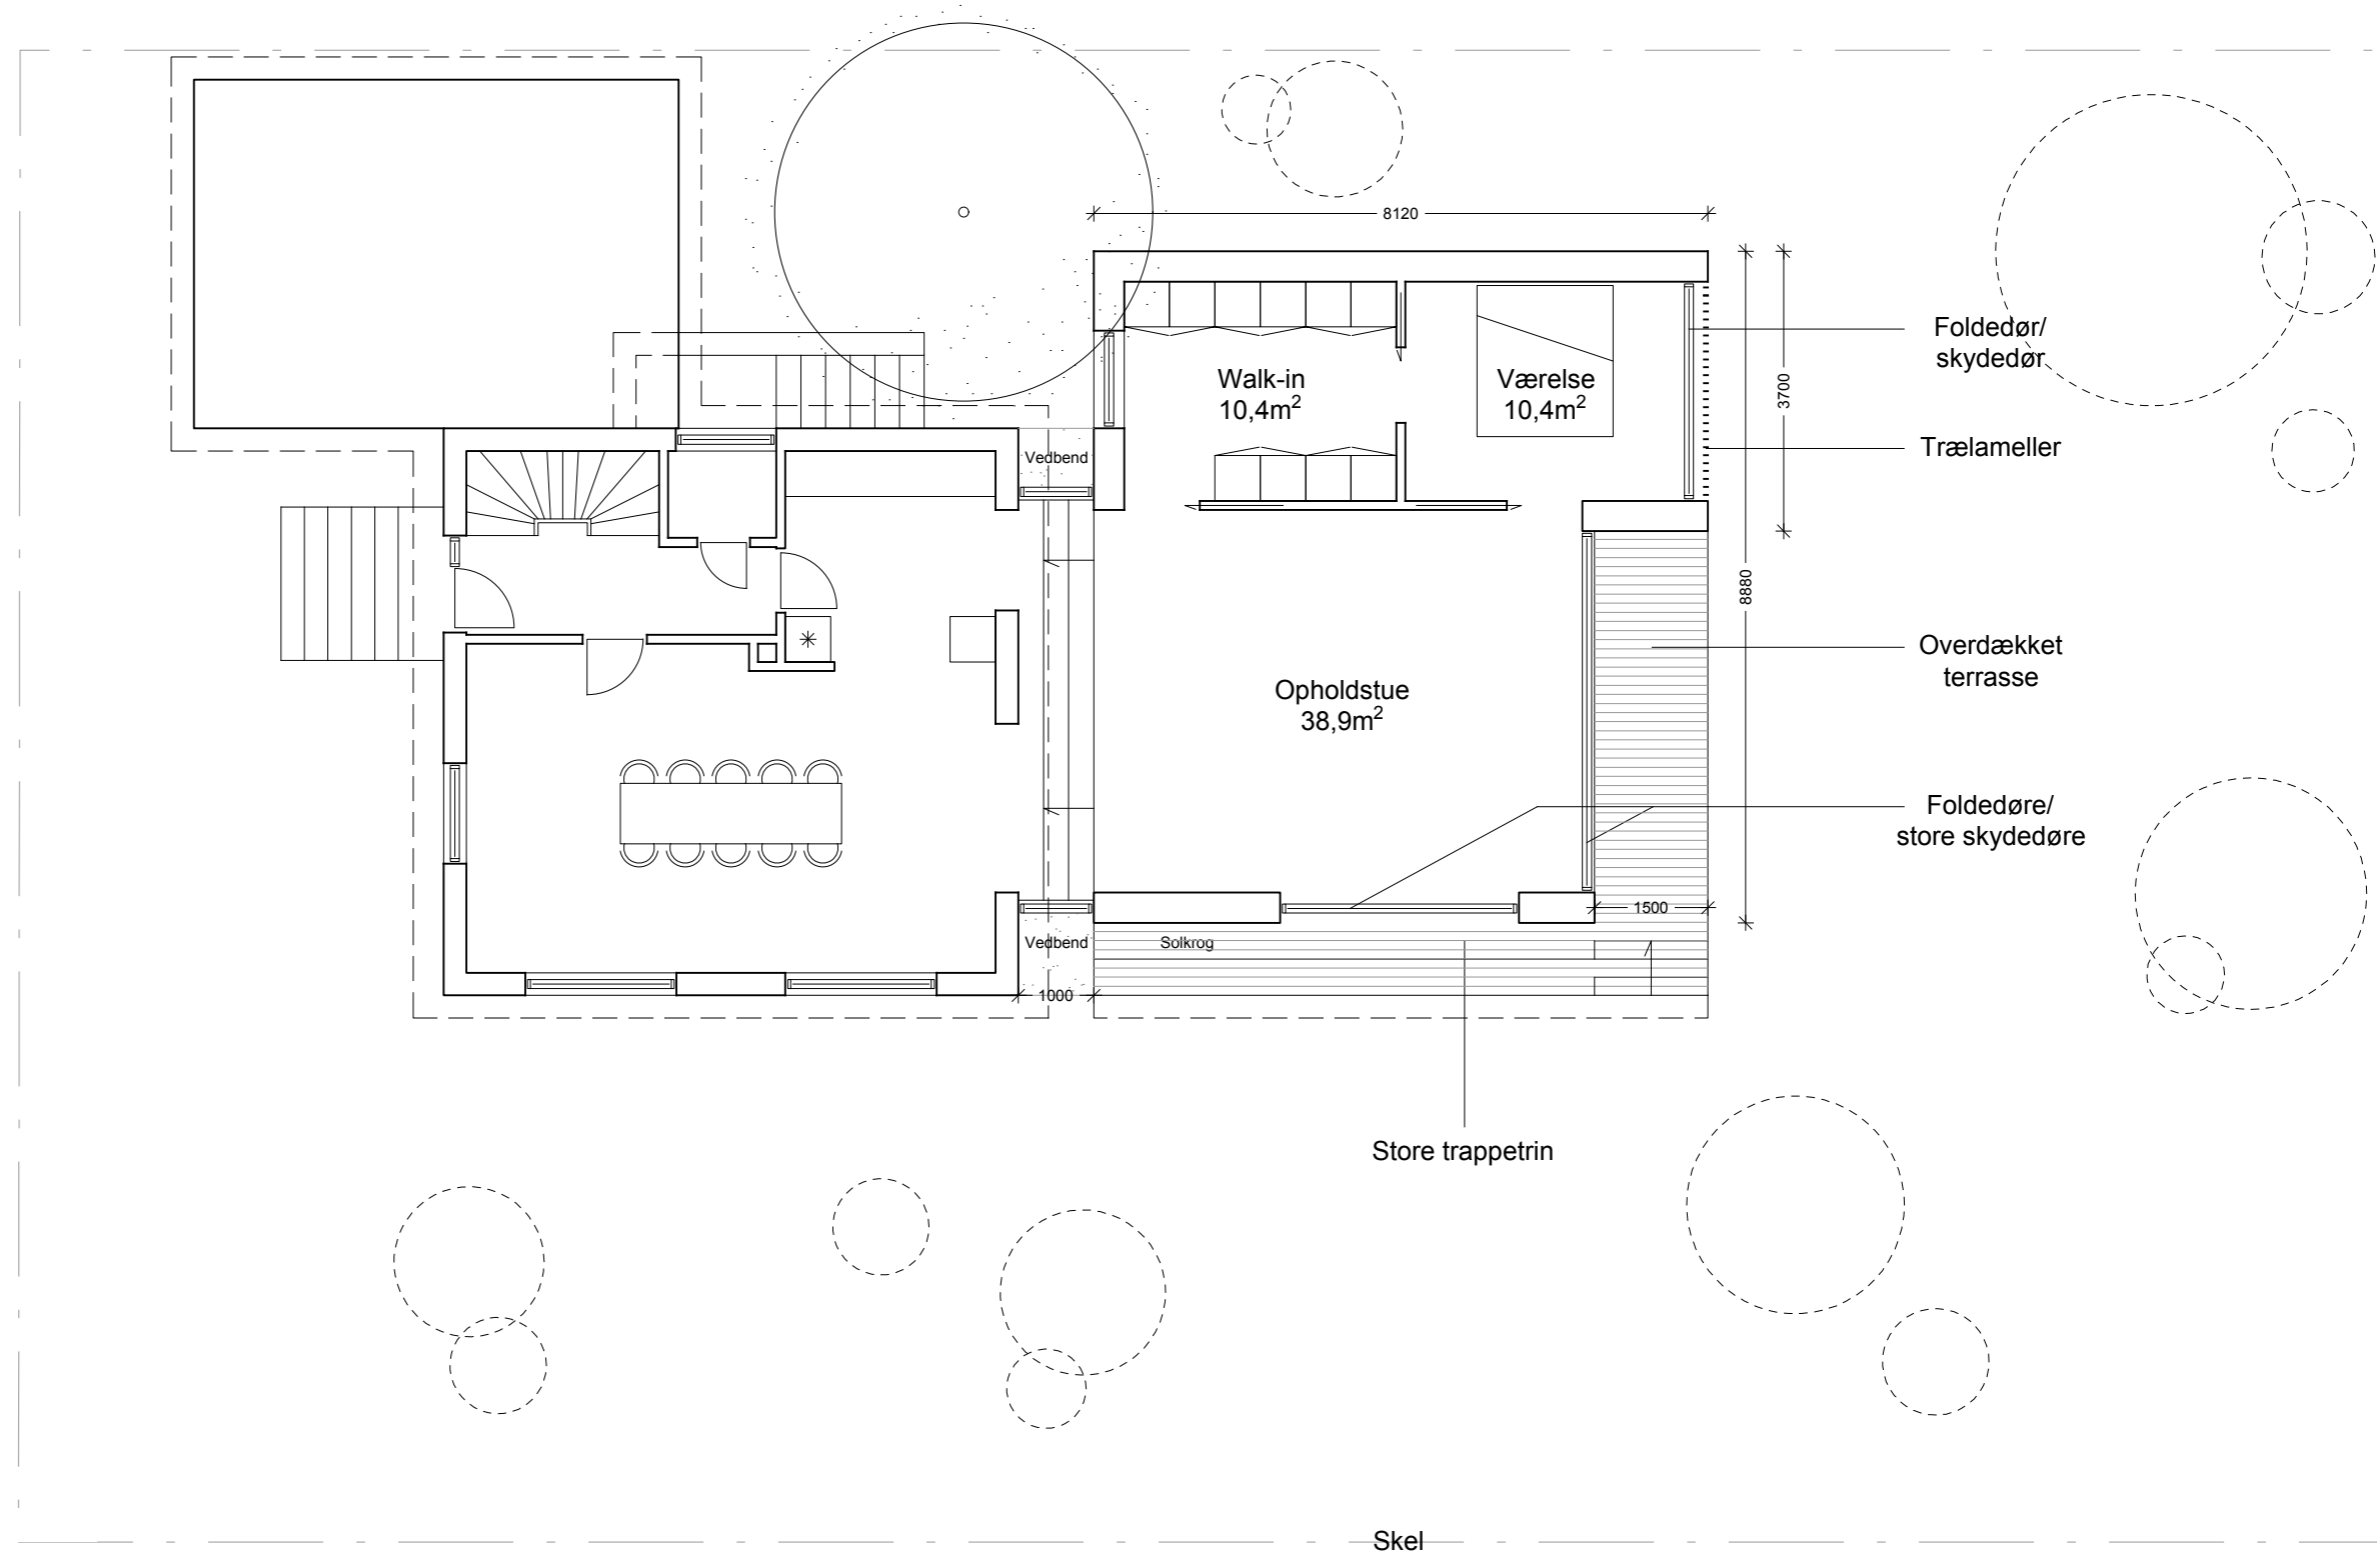 8120
Foldedør/
skydedør
Walk-in
10,4m²
Værelse
10,4m²
3700
Trælameller
Vedbend
8880
Overdækket
terrasse
Opholdstue
38,9m²
Foldedøre/
store skydedøre
1500
Vedbend
Solkrog
1000
Store trappetrin
Skel